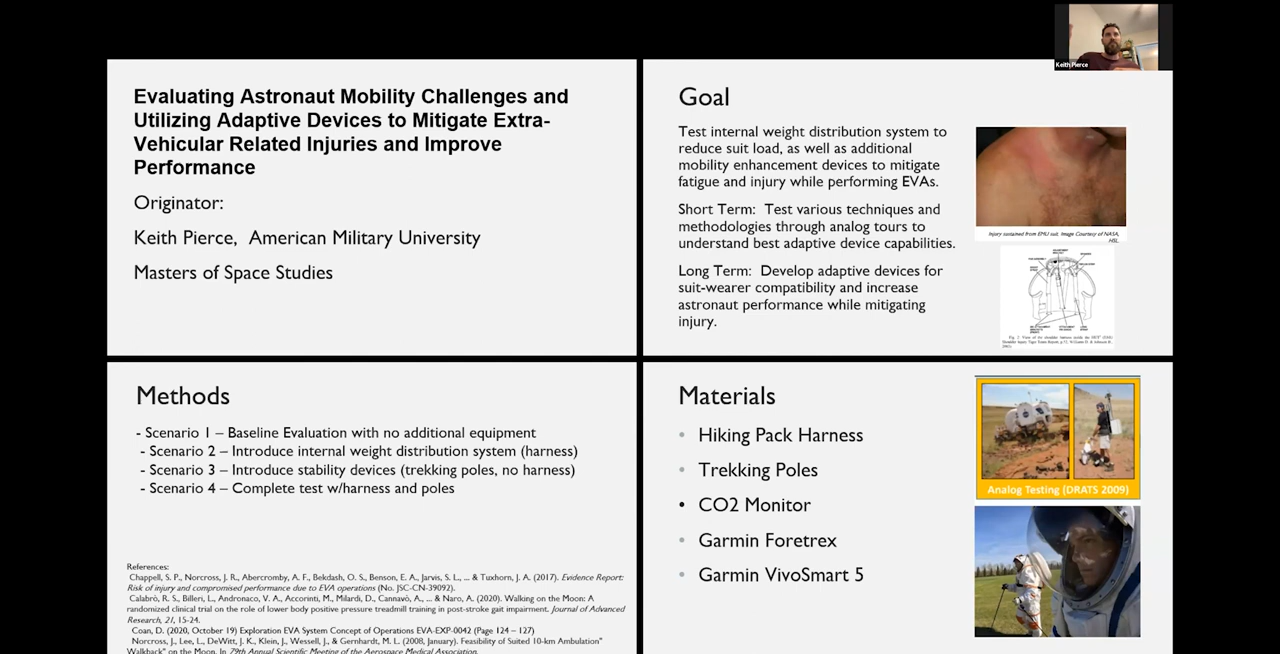 Keith Pierce
Evaluating Astronaut Mobility Challenges and
Utilizing Adaptive Devices to Mitigate Extra-
Vehicular Related Injuries and Improve
Performance
Originator:
Keith Pierce, American Military University
Masters of Space Studies
Goal
Test internal weight distribution system to
reduce suit load, as well as additional
mobility enhancement devices to mitigate
fatigue and injury while performing EVAs.
Short Term: Test various techniques and
methodologies through analog tours to
understand best adaptive device capabilities.
Long Term: Develop adaptive devices for
suit-wearer compatibility and increase
astronaut performance while mitigating
injury.
Injury sustained from EMU suit. Image Courtesy of NASA,
Methods
- Scenario 1 – Baseline Evaluation with no additional equipment
- Scenario 2 – Introduce internal weight distribution system (harness)
- Scenario 3 – Introduce stability devices (trekking poles, no harness)
- Scenario 4 – Complete test w/harness and poles
References:
Chappell, S. P., Norcross, J. R., Abercromby, A. F., Bekdash, O. S., Benson, E. A., Jarvis, S. L., ... & Tuxhorn, J. A. (2017). Evidence Report:
Risk of injury and compromised performance due to EVA operations (No. JSC-CN-39092).
Calabrò, R. S., Billeri, L., Andronaco, V. A., Accorinti, M., Milardi, D., Cannavò, A., ... & Naro, A. (2020). Walking on the Moon: A
randomized clinical trial on the role of lower body positive pressure treadmill training in post-stroke gait impairment. Journal of Advanced
Research, 21, 15-24.
Coan, D. (2020, October 19) Exploration EVA System Concept of Operations EVA-EXP-0042 (Page 124 – 127)
Norcross, J., Lee, L., DeWitt, J. K., Klein, J., Wessell, J., & Gernhardt, M. L. (2008, January). Feasibility of Suited 10-km Ambulation"
Walkback" on the Moon. In 79th Annual Scientific Meeting of the Aerospace Medical Association.
Materials
• Hiking Pack Harness
• Trekking Poles
• CO2 Monitor
• Garmin Foretrex
• Garmin VivoSmart 5
Analog Testing (DRATS 2009)